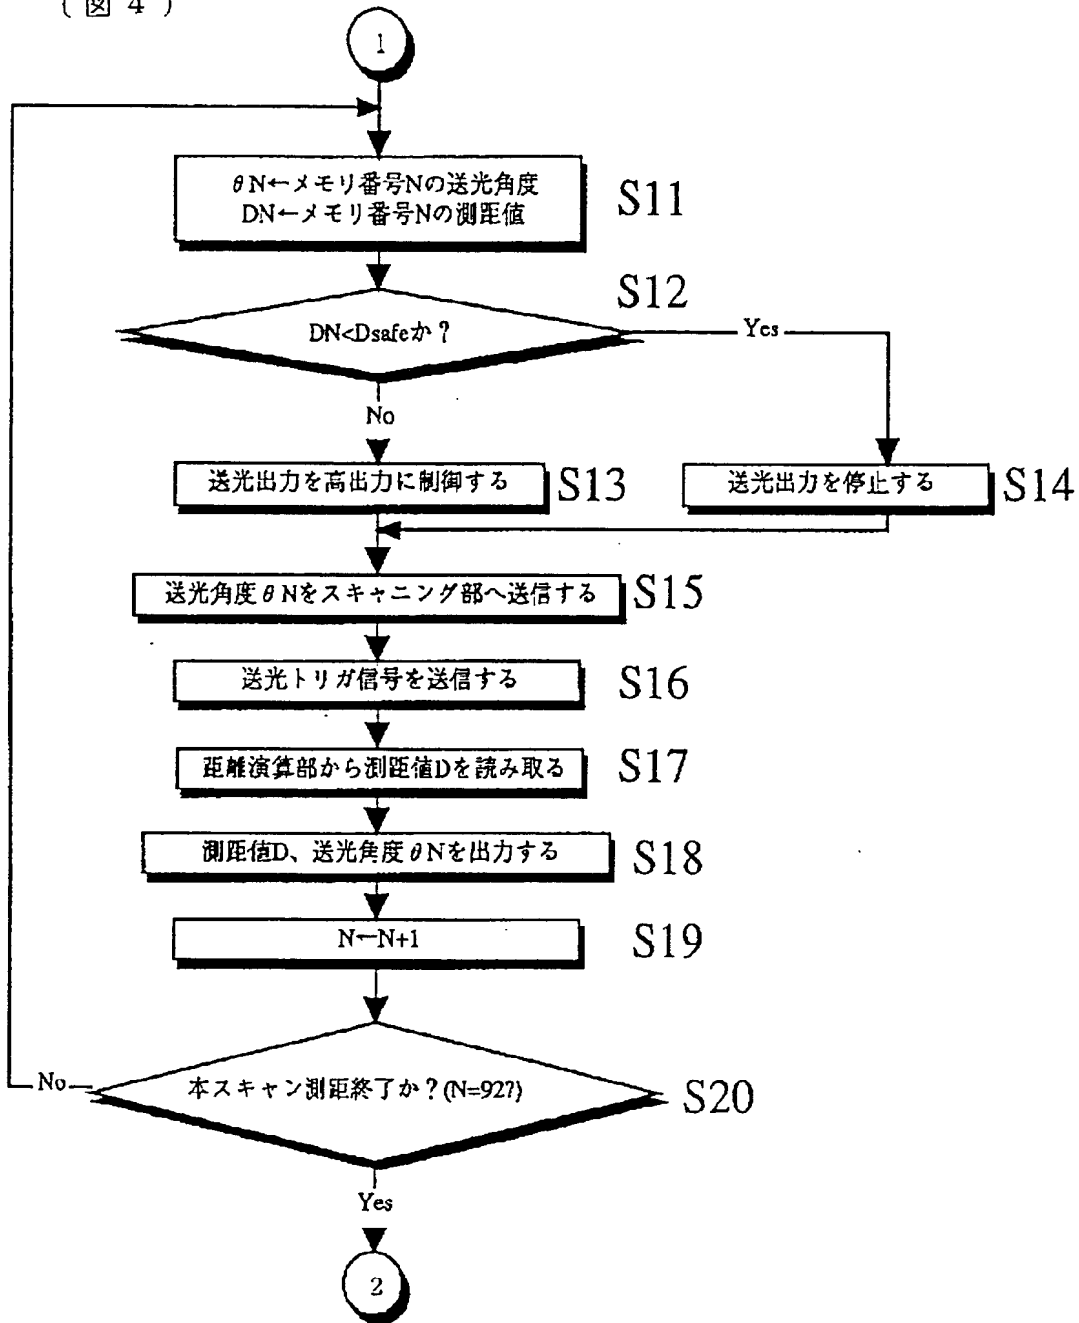 (図4)
1
θN←メモリ番号Nの送光角度
DN←メモリ番号Nの測距値
S11
S12
DN<Dsafeか?
Yes
No
送光出力を高出力に制御する
S13
送光出力を停止する
S14
送光角度θNをスキャニング部へ送信する
S15
送光トリガ信号を送信する
S16
距離演算部から測距値Dを読み取る
S17
測距値D、送光角度θNを出力する
S18
N←N+1
S19
No
本スキャン測距終了か?(N=92?)
S20
Yes
2